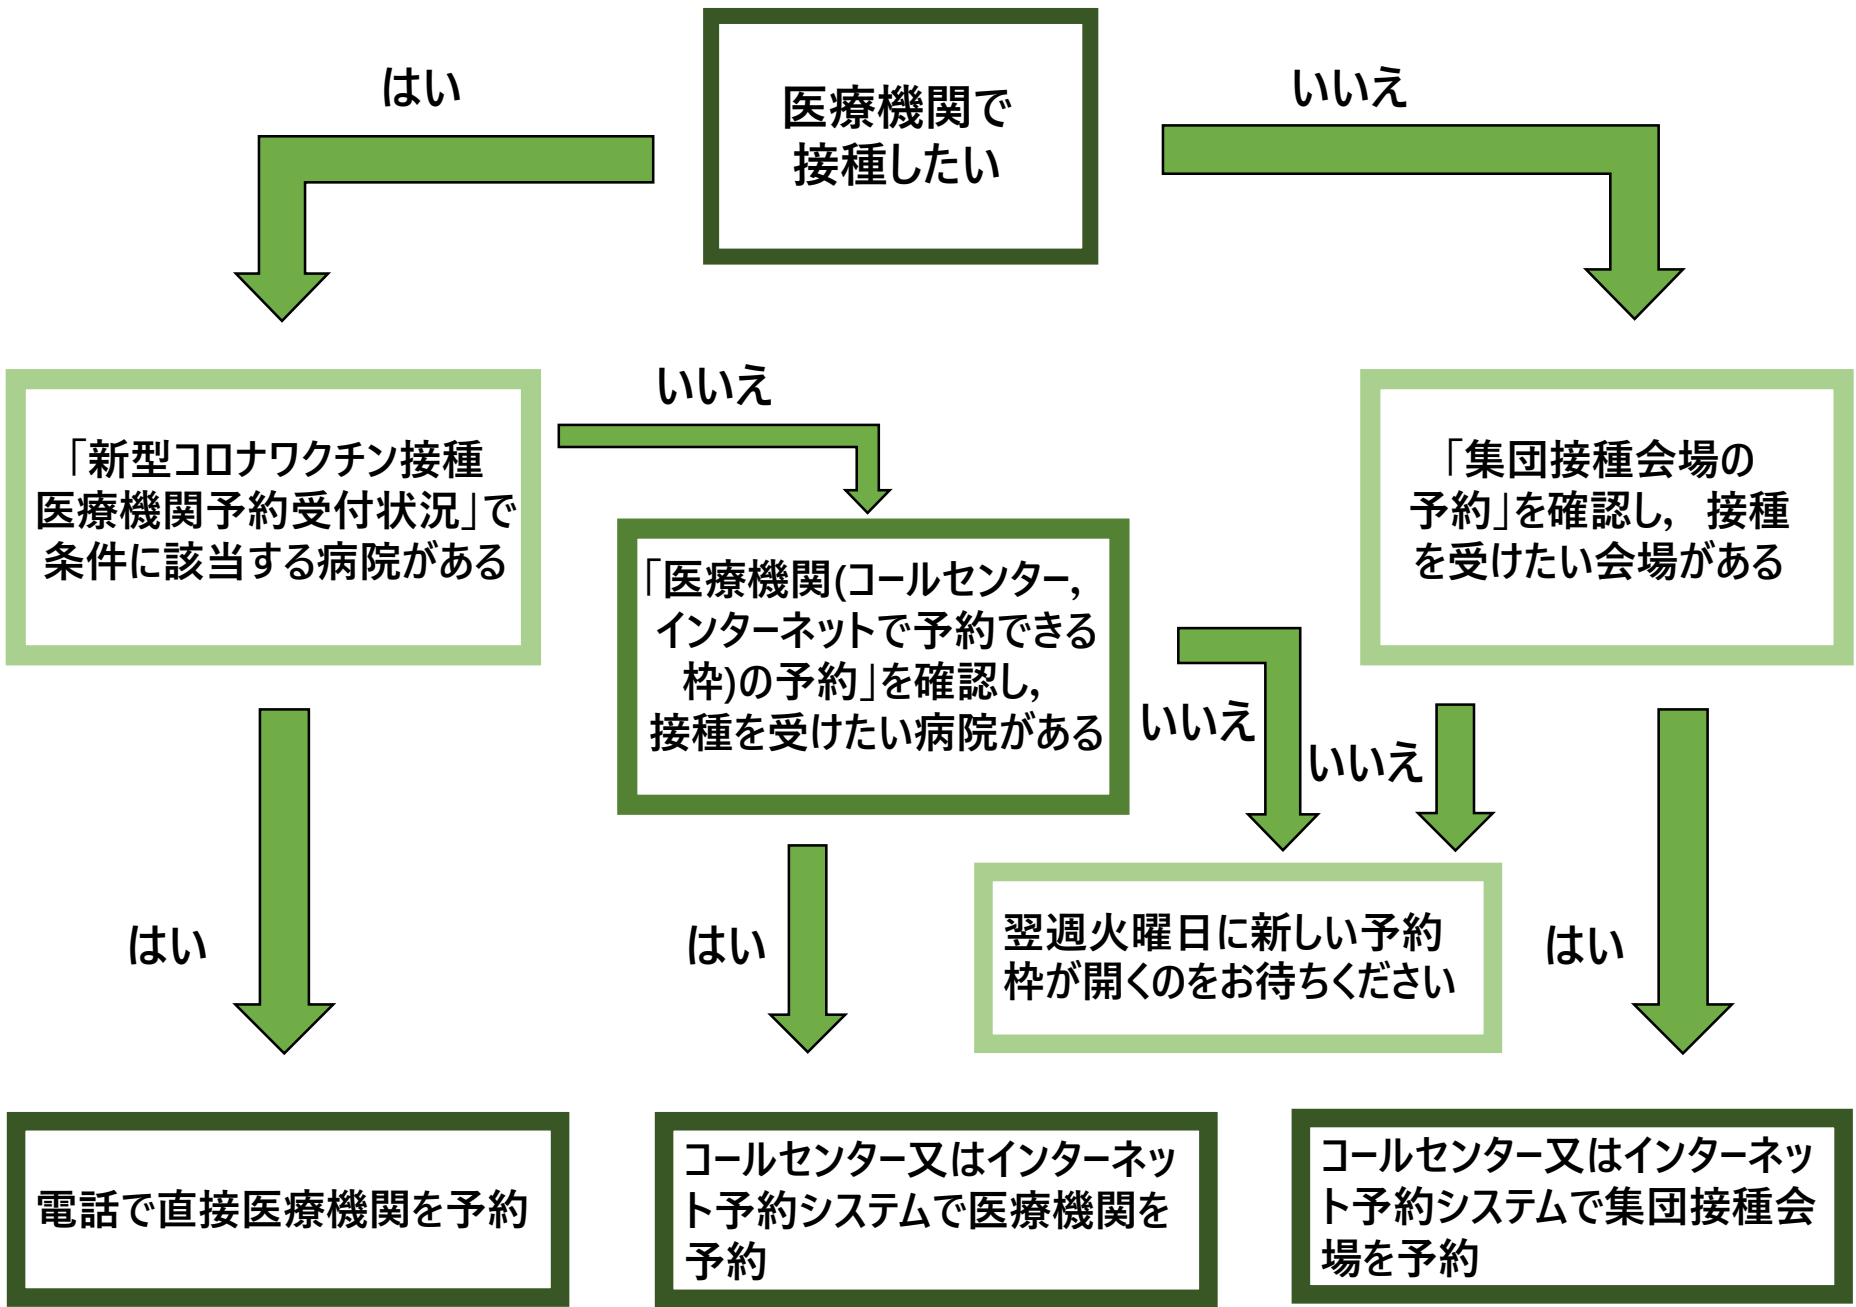 はい
医療機関で
接種したい
いいえ
「新型コロナワクチン接種
医療機関予約受付状況」で
条件に該当する病院がある
いいえ
「医療機関(コールセンター,
インターネットで予約できる
枠)の予約」を確認し,
接種を受けたい病院がある
「集団接種会場の
予約」を確認し, 接種
を受けたい会場がある
いいえ
いいえ
はい
はい
翌週火曜日に新しい予約
枠が開くのをお待ちください
はい
電話で直接医療機関を予約
コールセンター又はインターネッ
ト予約システムで医療機関を
予約
コールセンター又はインターネッ
ト予約システムで集団接種会
場を予約